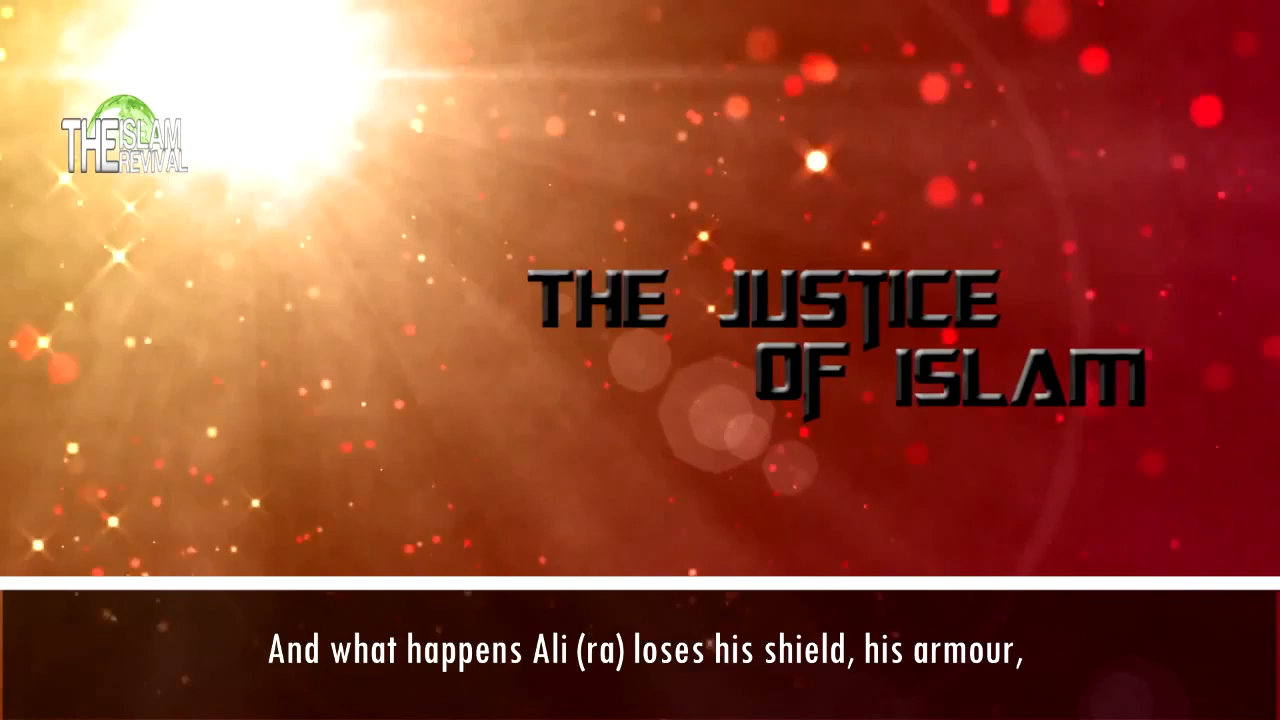 THE ISLAM
REVIVAL
THE JUSTICE
OF ISLAM
And what happens Ali (ra) loses his shield, his armour,